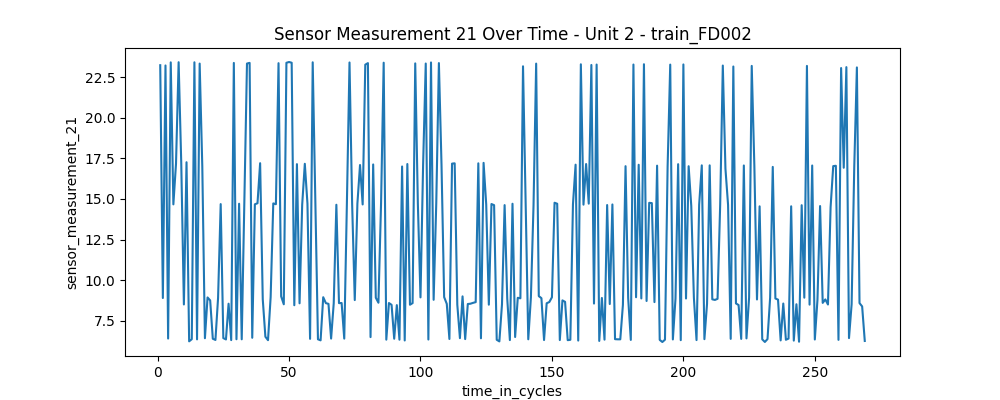 Sensor Measurement 21 Over Time - Unit 2 - train_FD002
sensor_measurement_21
22.5
20.0
17.5
15.0
12.5
10.0
7.5
0 50 100 150 200 250
time_in_cycles